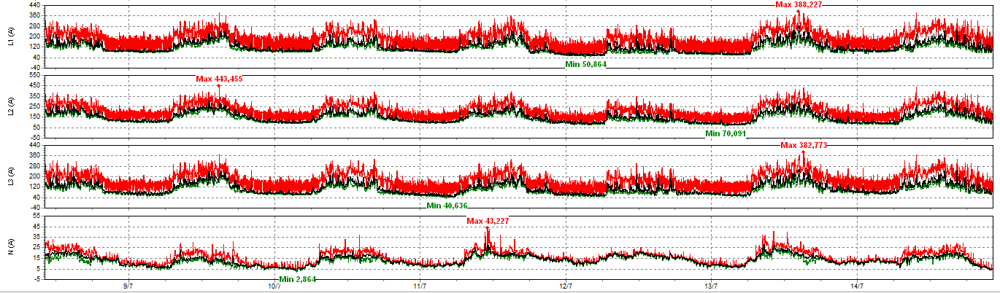 Max 388,227
440
360
280
200
120
40
-40
L1 (A)
Min 50,864
550
450
350
250
150
50
-50
L2 (A)
Max 443,455
Min 70,091
440
360
280
200
120
40
-40
L3 (A)
Max 382,773
Min 40,636
55
45
35
25
15
5
-5
N (A)
Max 43,227
Min 2,864
9/7
10/7
11/7
12/7
13/7
14/7